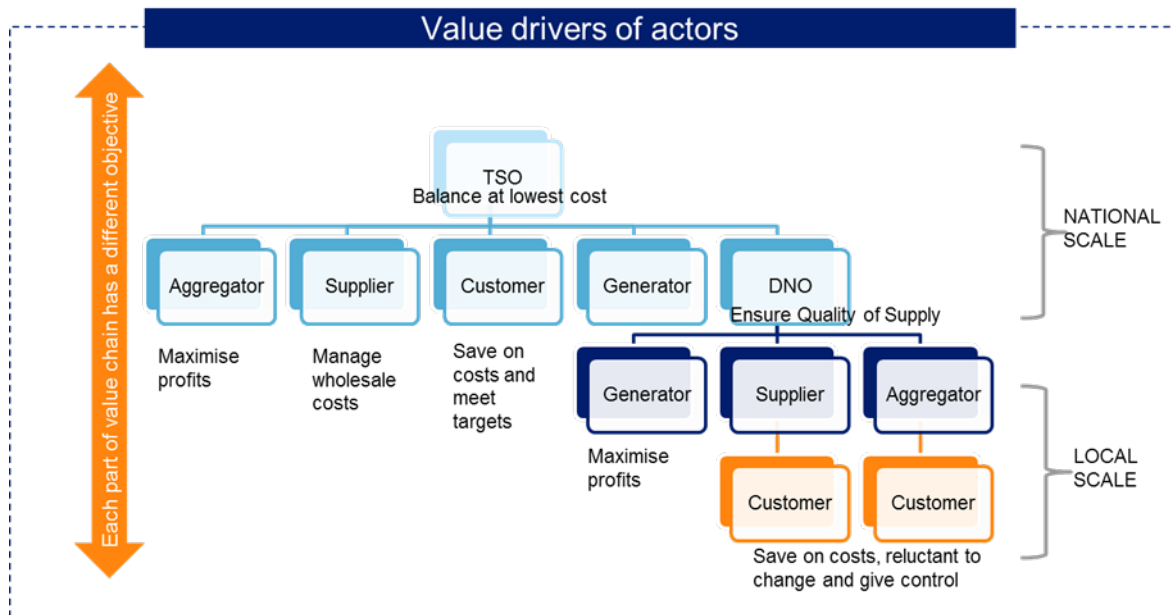 Value drivers of actors
Each part of value chain has a different objective
TSO
Balance at lowest cost
NATIONAL
SCALE
Aggregator
Supplier
Customer
Generator
DNO
Ensure Quality of Supply
Maximise
profits
Manage
wholesale
costs
Save on
costs and
meet
targets
Generator
Supplier
Aggregator
Maximise
profits
LOCAL
SCALE
Customer
Customer
Save on costs, reluctant to
change and give control